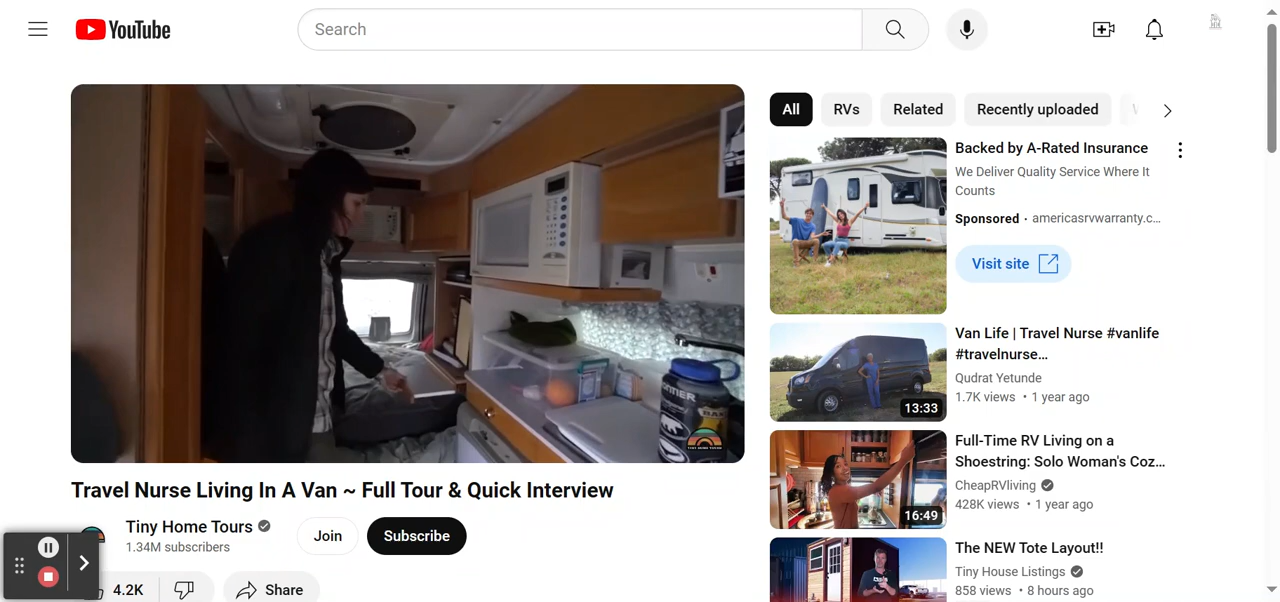 YouTube
Search
All
RVs
Related
Recently uploaded
Backed by A-Rated Insurance
We Deliver Quality Service Where It
Counts
Sponsored · americasrvwarranty.c...
Visit site
Van Life | Travel Nurse #vanlife
#travelnurse...
Qudrat Yetunde
1.7K views • 1 year ago
13:33
Full-Time RV Living on a
Shoestring: Solo Woman's Coz...
CheapRVliving
428K views • 1 year ago
16:49
The NEW Tote Layout!!
Tiny House Listings
858 views • 8 hours ago
TINY HOME TOURS
Travel Nurse Living In A Van ~ Full Tour & Quick Interview
Tiny Home Tours
1.34M subscribers
Join
Subscribe
4.2K
Share